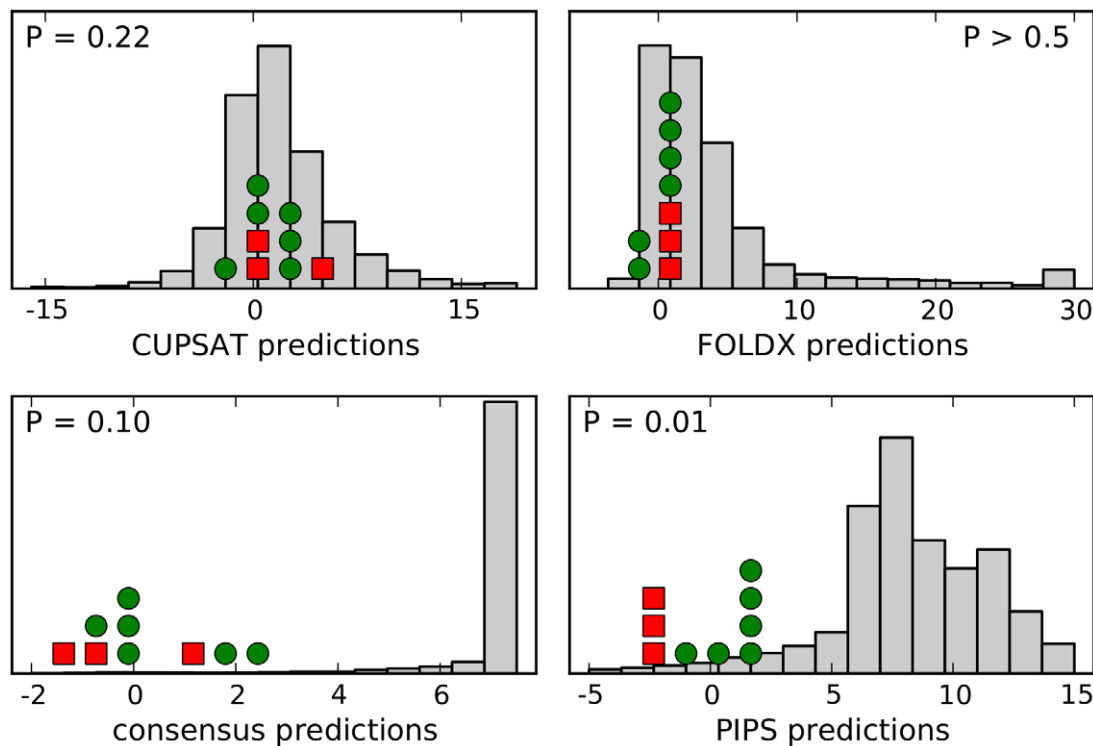 P = 0.22
-15 0 15
CUPSAT predictions
P > 0.5
0 10 20 30
FOLDX predictions
P = 0.10
-2 0 2 4 6
consensus predictions
P = 0.01
-5 0 5 10 15
PIPS predictions